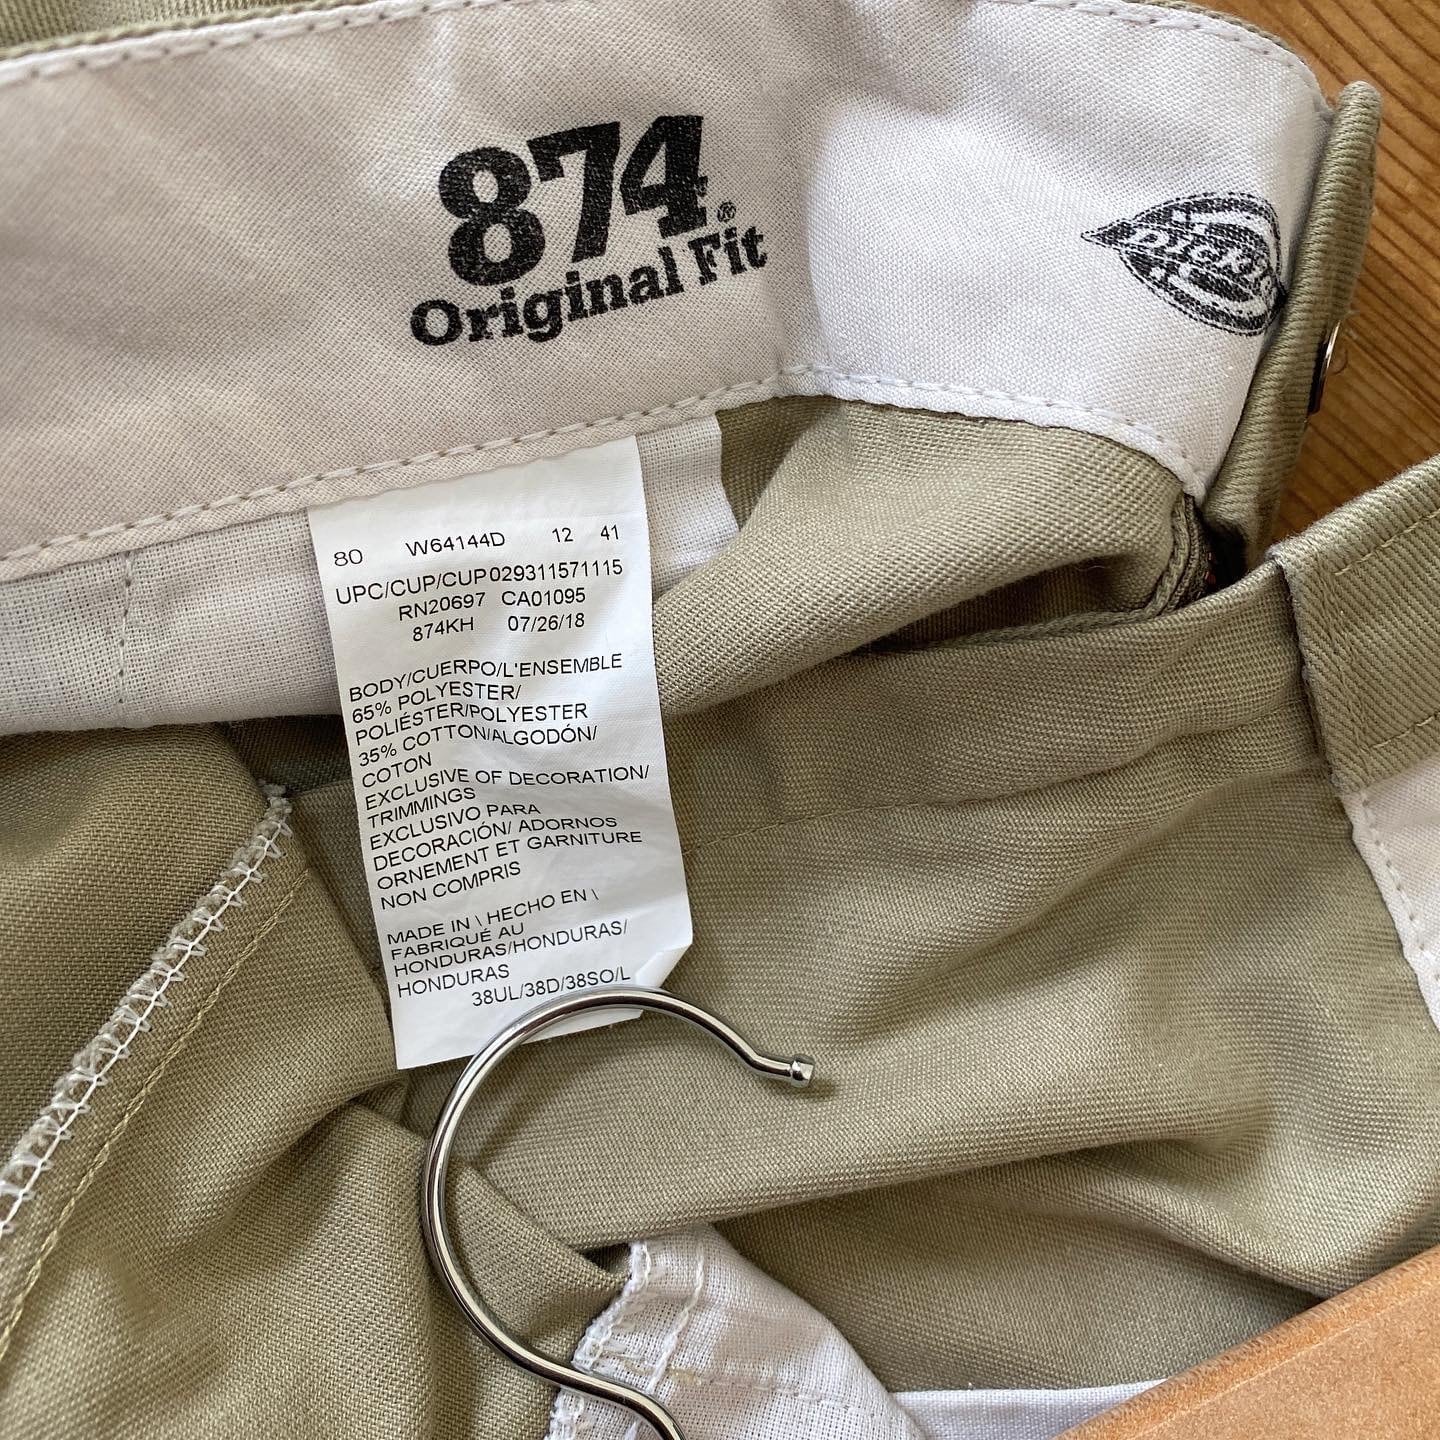 874®
Original Fit
Dickies
80 W64144D 12 41
UPC/CUP/CUP029311571115
RN20697 CA01095
874KH 07/26/18
BODY/CUERPO/L'ENSEMBLE
65% POLYESTER/
POLIÉSTER/POLYESTER
35% COTTON/ALGODÓN/
COTON
EXCLUSIVE OF DECORATION/
TRIMMINGS
EXCLUSIVO PARA
DECORACIÓN/ ADORNOS
ORNEMENT ET GARNITURE
NON COMPRIS
MADE IN \ HECHO EN \
FABRIQUÉ AU
HONDURAS/HONDURAS/
HONDURAS
38UL/38D/38SO/L